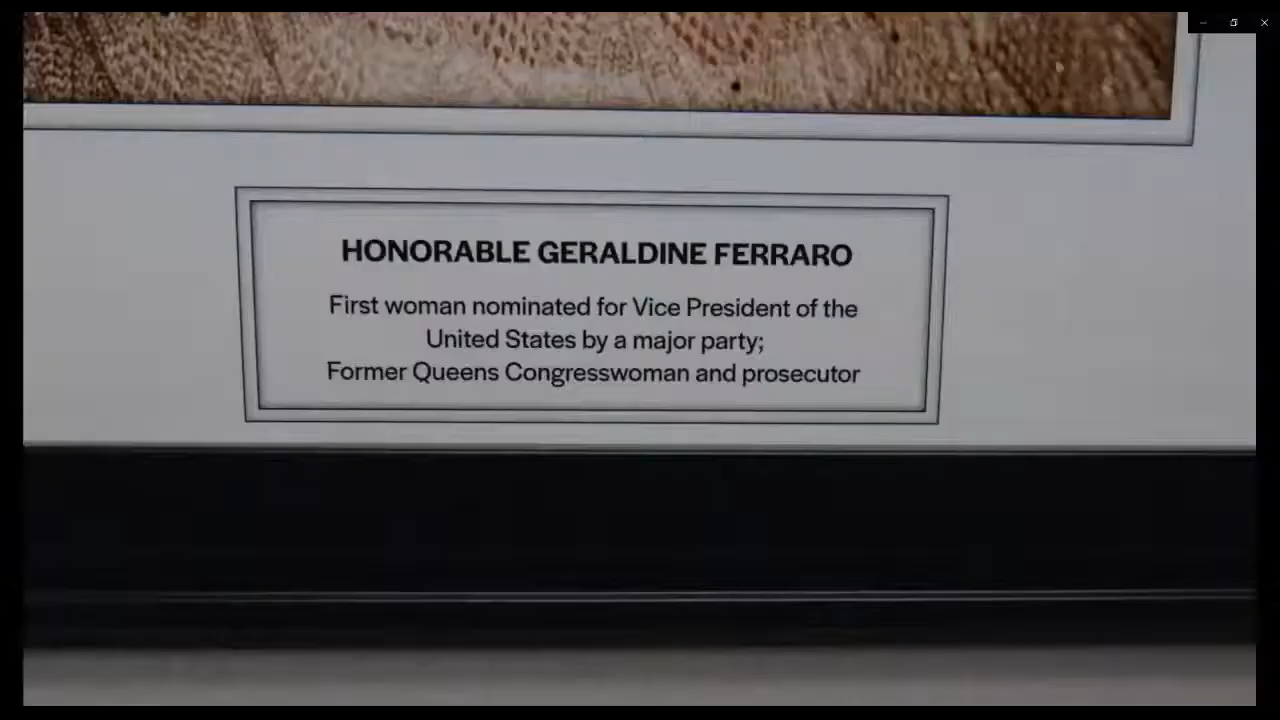 HONORABLE GERALDINE FERRARO
First woman nominated for Vice President of the
United States by a major party;
Former Queens Congresswoman and prosecutor